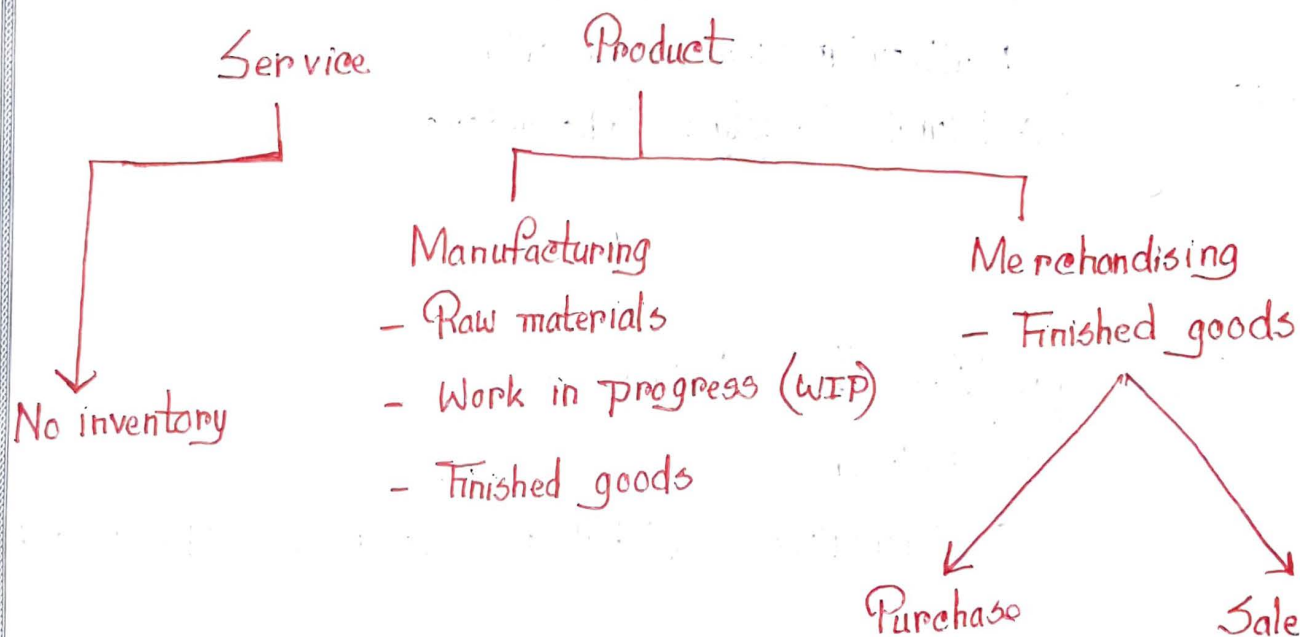 Service
Product
No inventory
Manufacturing
- Raw materials
- Work in progress (WIP)
- Finished goods
Merchandising
- Finished goods
Purchase
Sale